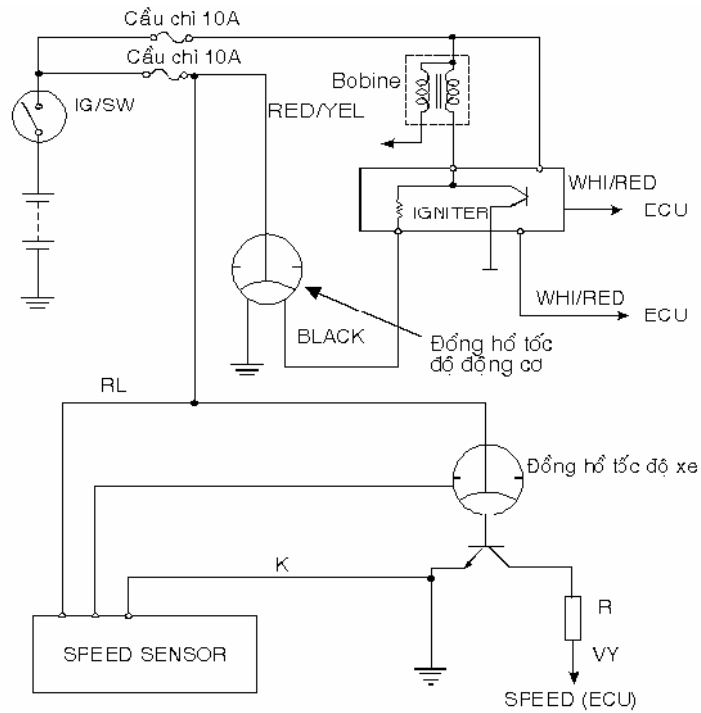 Cầu chì 10A
Cầu chì 10A
Bobine
IG/SW
RED/YEL
WHI/RED
IGNITER
ECU
WHI/RED
ECU
BLACK
Đồng hồ tốc
độ động cơ
RL
Đồng hồ tốc độ xe
K
R
SPEED SENSOR
VY
SPEED (ECU)